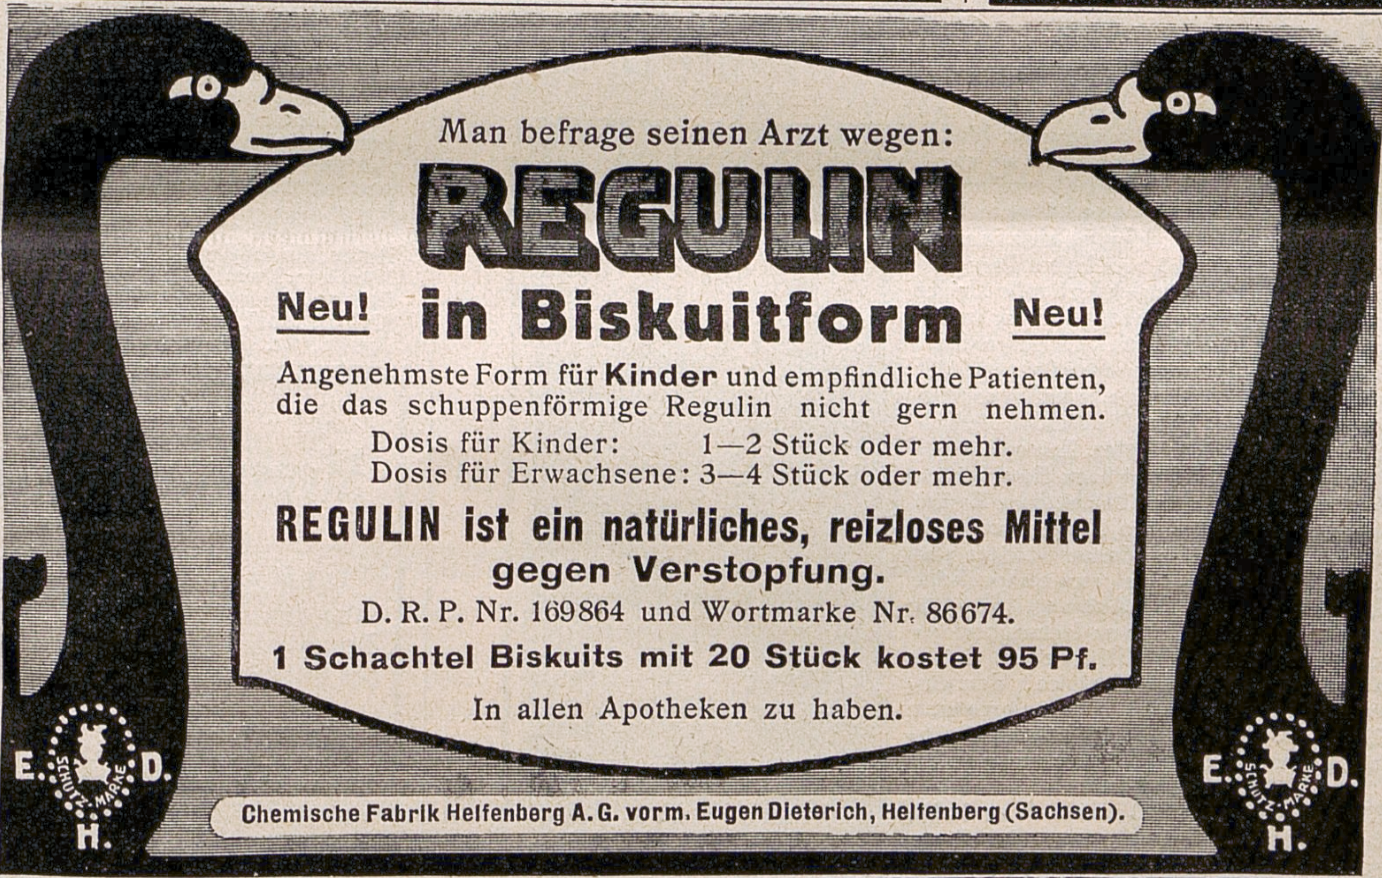 Man befrage seinen Arzt wegen:
REGULIN
Neu! in Biskuitform Neu!
Angenehmste Form für Kinder und empfindliche Patienten,
die das schuppenförmige Regulin nicht gern nehmen.
Dosis für Kinder: 1—2 Stück oder mehr.
Dosis für Erwachsene: 3—4 Stück oder mehr.
REGULIN ist ein natürliches, reizloses Mittel
gegen Verstopfung.
D. R. P. Nr. 169864 und Wortmarke Nr. 86674.
1 Schachtel Biskuits mit 20 Stück kostet 95 Pf.
In allen Apotheken zu haben.
E. D.
SCHUTZ-MARKE
H.
E. D.
SCHUTZ-MARKE
H.
Chemische Fabrik Helfenberg A. G. vorm. Eugen Dieterich, Helfenberg (Sachsen).